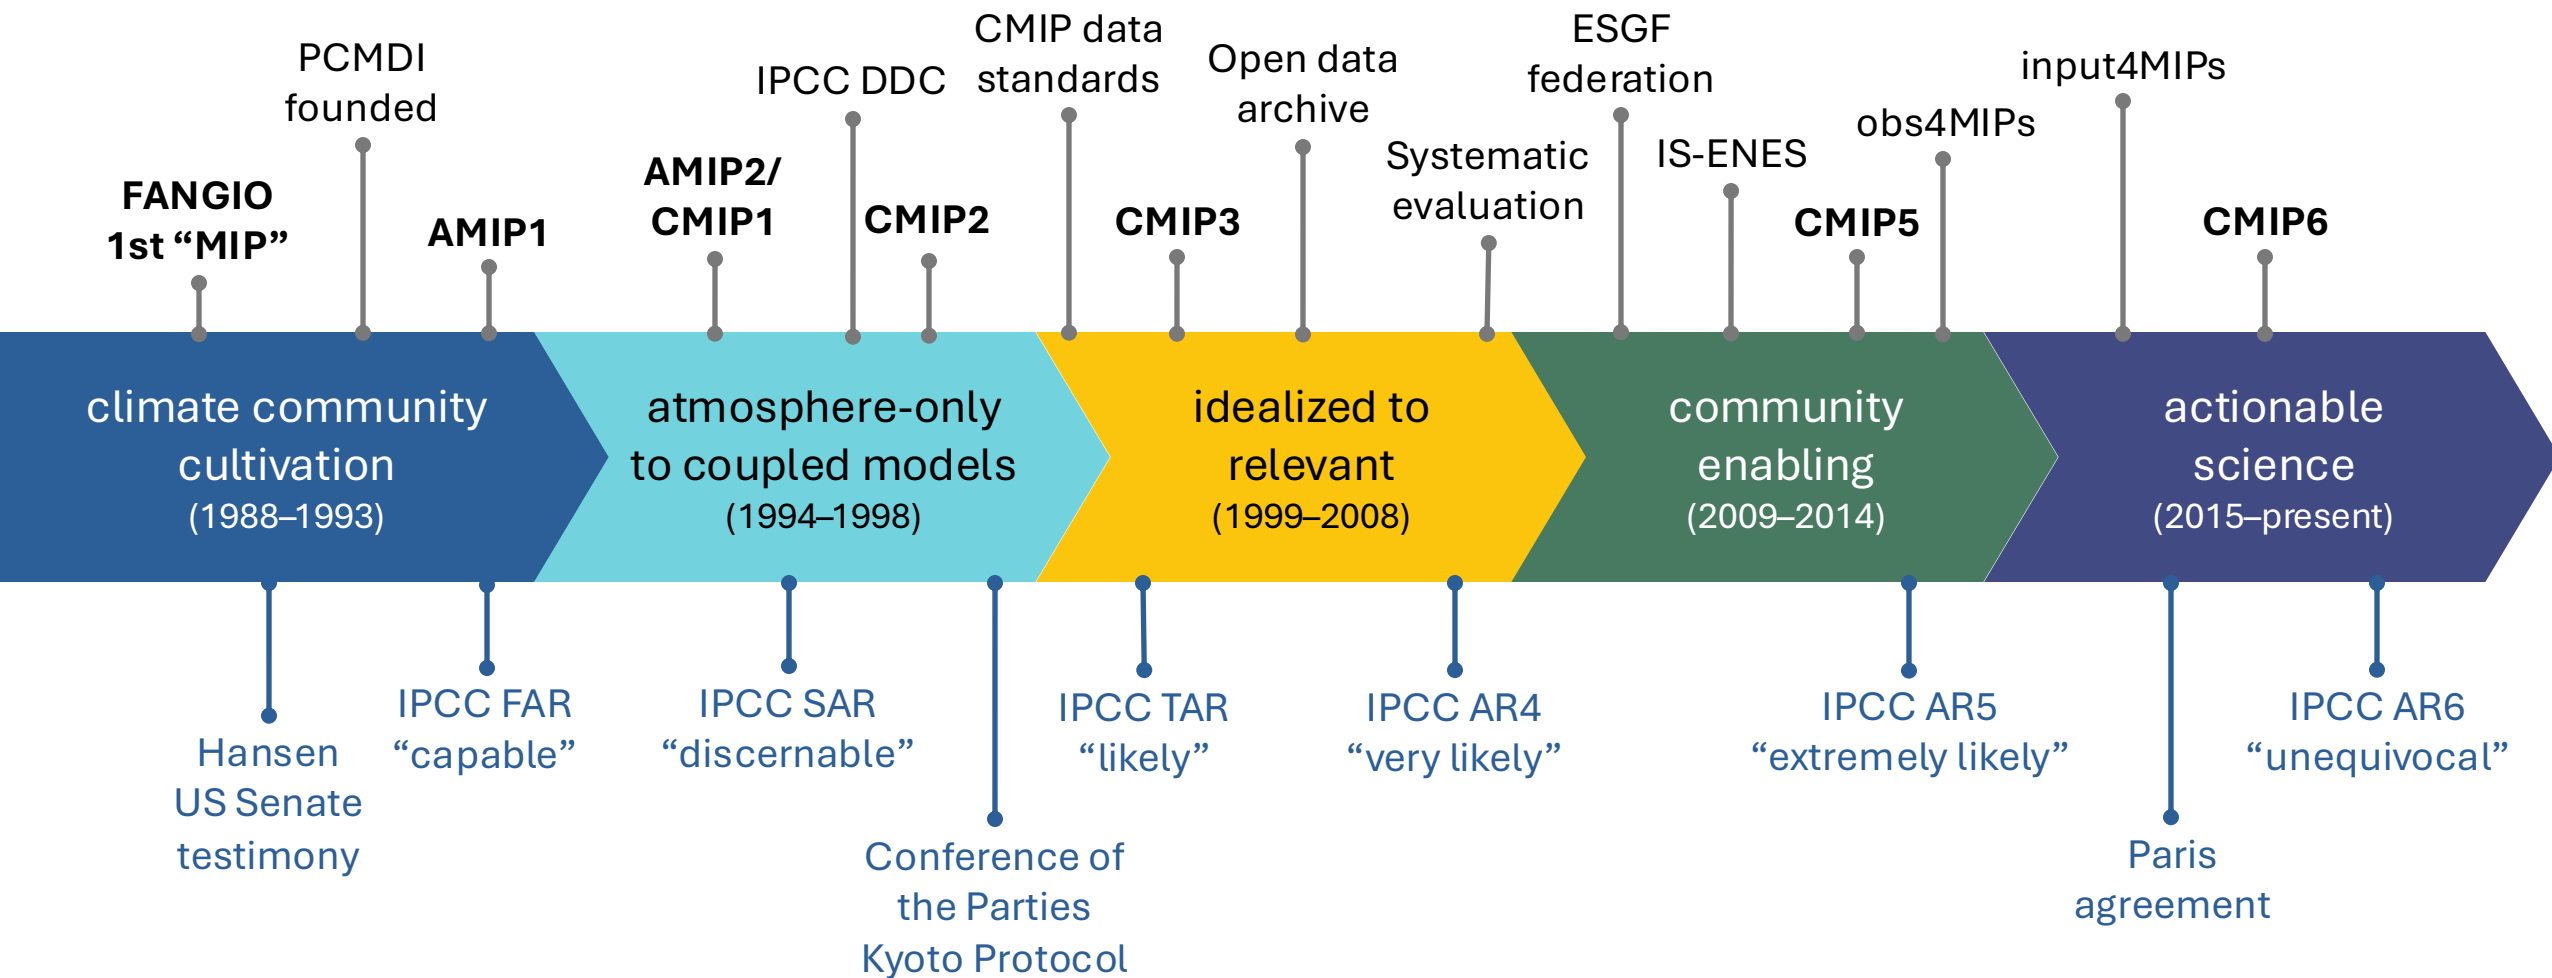 PCMDI
founded
FANGIO
1st “MIP”
AMIP1
AMIP2/
CMIP1
IPCC DDC
CMIP2
CMIP data
standards
CMIP3
Open data
archive
Systematic
evaluation
ESGF
federation
IS-ENES
CMIP5
obs4MIPs
input4MIPs
CMIP6
climate community
cultivation
(1988–1993)
atmosphere-only
to coupled models
(1994–1998)
idealized to
relevant
(1999–2008)
community
enabling
(2009–2014)
actionable
science
(2015–present)
Hansen
US Senate
testimony
IPCC FAR
“capable”
IPCC SAR
“discernable”
Conference of
the Parties
Kyoto Protocol
IPCC TAR
“likely”
IPCC AR4
“very likely”
IPCC AR5
“extremely likely”
Paris
agreement
IPCC AR6
“unequivocal”